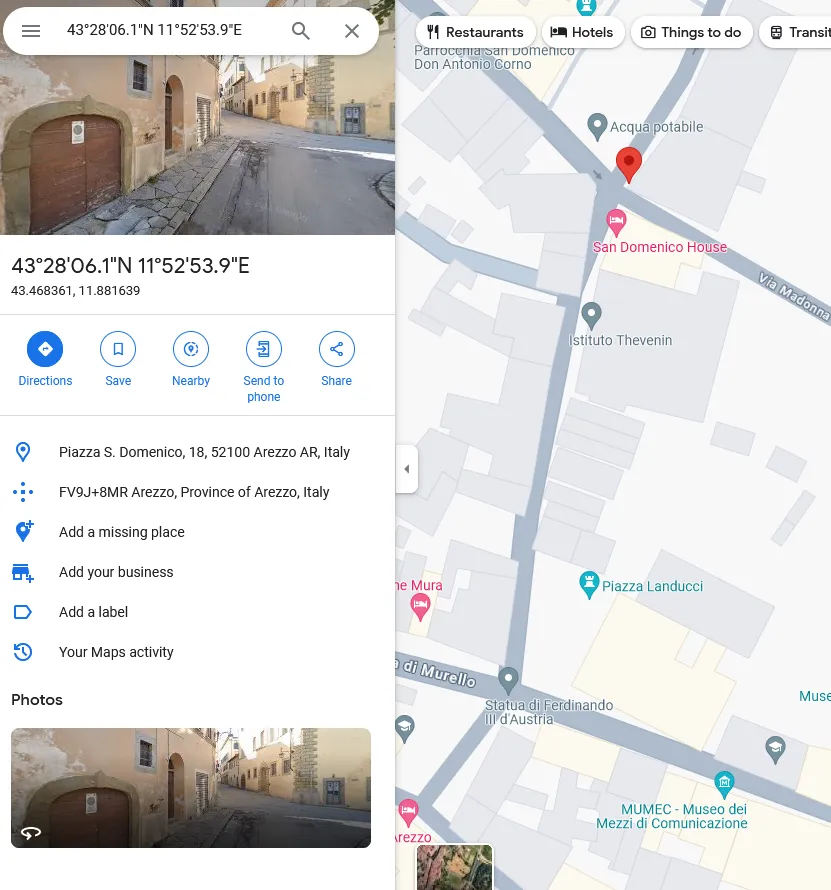 43°28'06.1"N 11°52'53.9"E
43°28'06.1"N 11°52'53.9"E
43.468361, 11.881639
Directions
Save
Nearby
Send to
phone
Share
Piazza S. Domenico, 18, 52100 Arezzo AR, Italy
FV9J+8MR Arezzo, Province of Arezzo, Italy
Add a missing place
Add your business
Add a label
Your Maps activity
Photos
Restaurants
Hotels
Things to do
Transit
Parrocchia San Domenico
Don Antonio Corno
Acqua potabile
San Domenico House
Via Madonna
Istituto Thevenin
ne Mura
Piazza Landucci
a di Murello
Statua di Ferdinando
III d'Austria
Muse
MUMEC - Museo dei
Mezzi di Comunicazione
Arezzo